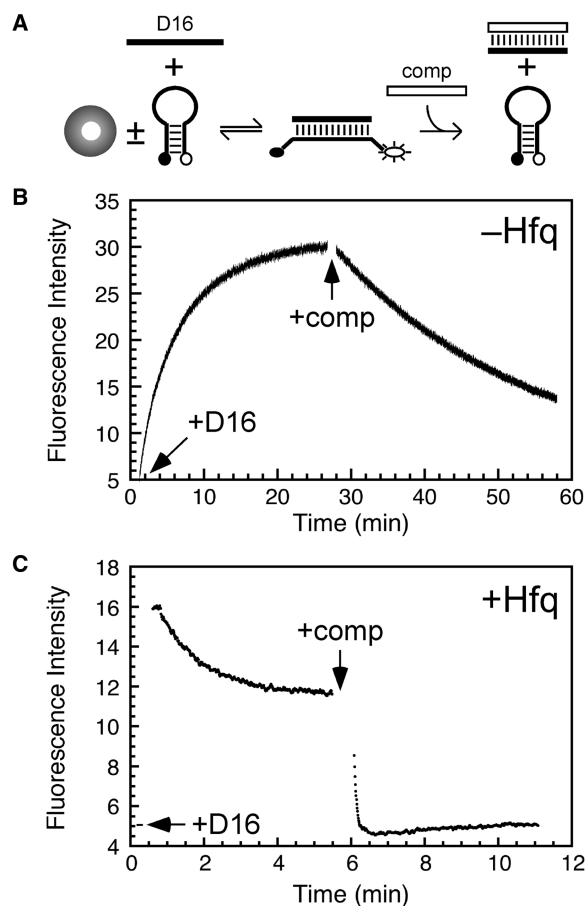 A
D16
+
±
comp
+
B
35
–Hfq
30
25
+comp
20
15
+D16
10
5
0 10 20 30 40 50 60
Fluorescence Intensity
Time (min)
C
18
+Hfq
16
14
+comp
12
10
8
6
+D16
4
0 2 4 6 8 10 12
Fluorescence Intensity
Time (min)